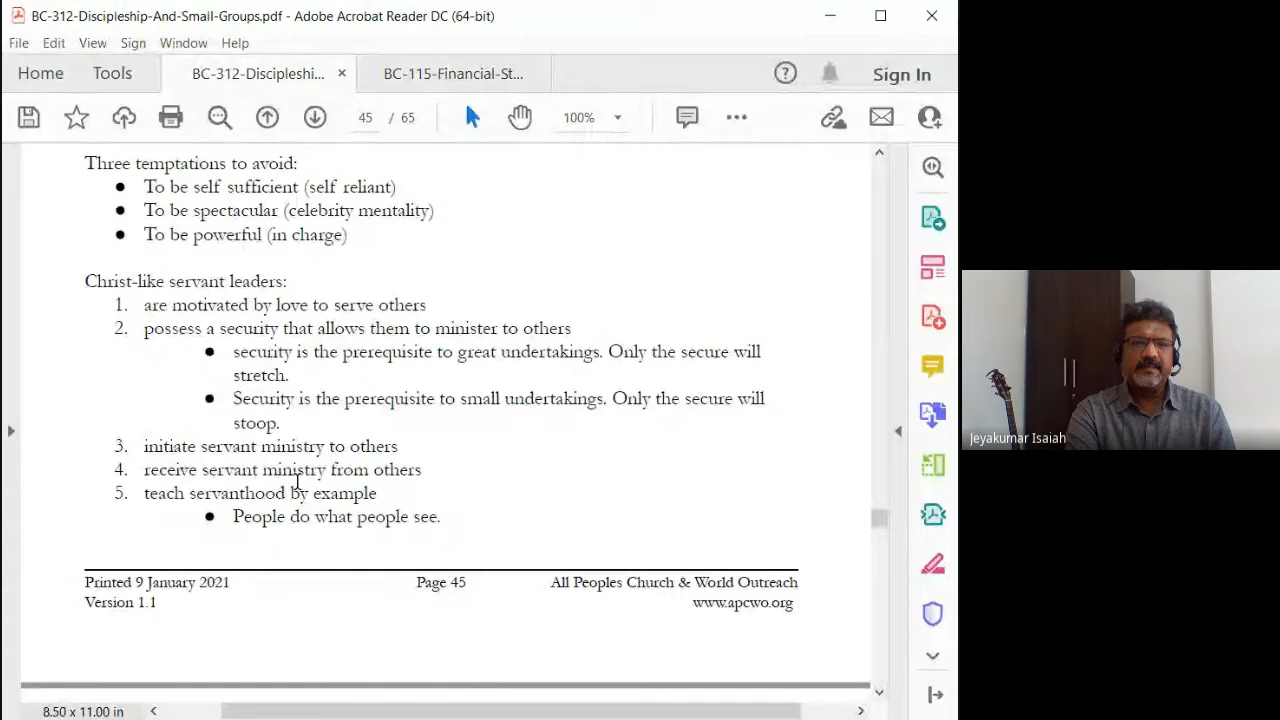 BC-312-Discipleship-And-Small-Groups.pdf - Adobe Acrobat Reader DC (64-bit)
File Edit View Sign Window Help
Home Tools BC-312-Discipleshi... × BC-115-Financial-St... Sign In
45 / 65 100%
Three temptations to avoid:
● To be self sufficient (self reliant)
● To be spectacular (celebrity mentality)
● To be powerful (in charge)
Christ-like servant leaders:
1. are motivated by love to serve others
2. possess a security that allows them to minister to others
● security is the prerequisite to great undertakings. Only the secure will
stretch.
● Security is the prerequisite to small undertakings. Only the secure will
stoop.
3. initiate servant ministry to others
4. receive servant ministry from others
5. teach servanthood by example
● People do what people see.
Printed 9 January 2021 Page 45 All Peoples Church & World Outreach
Version 1.1 www.apcwo.org
8.50 x 11.00 in
Jeyakumar Isaiah